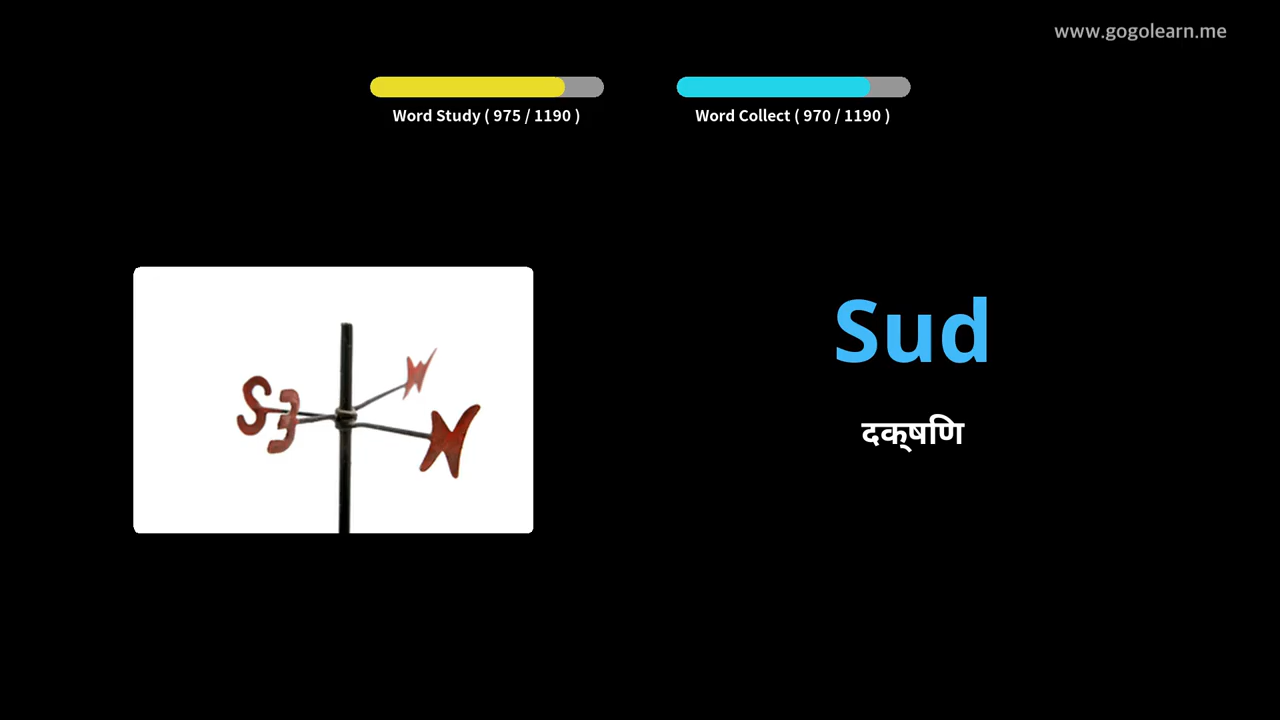 www.gogolearn.me
Word Study ( 975 / 1190 )
Word Collect ( 970 / 1190 )
Sud
दक्‌षणि
S
E